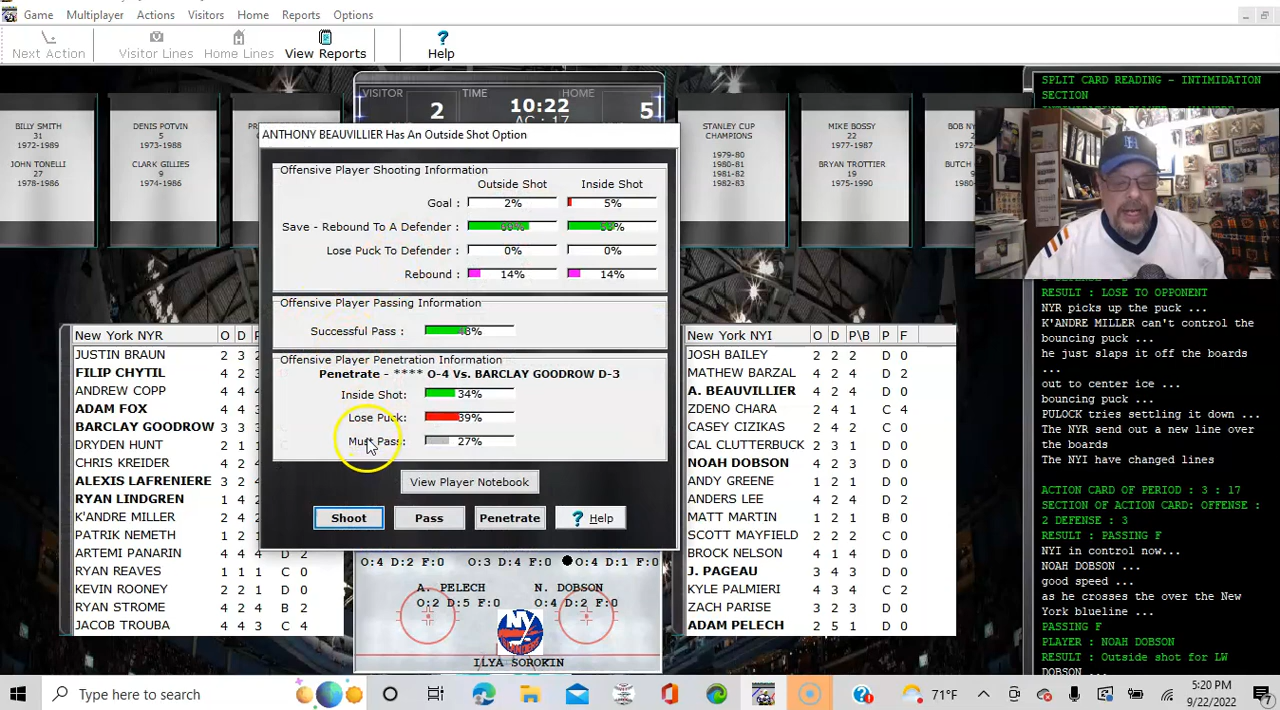 Game Multiplayer Actions Visitors Home Reports Options
Next Action Visitor Lines Home Lines View Reports Help
VISITOR TIME HOME
2 10:22 5
AC : 17
BILLY SMITH
31
1972-1989
JOHN TONELLI
27
1978-1986
DENIS POTVIN
5
1973-1988
CLARK GILLIES
9
1974-1986
STANLEY CUP
CHAMPIONS
1979-80
1980-81
1981-82
1982-83
MIKE BOSSY
22
1977-1987
BRYAN TROTTIER
19
1975-1990
BOB NY
BUTCH
ANTHONY BEAUVILLIER Has An Outside Shot Option
Offensive Player Shooting Information
Outside Shot Inside Shot
Goal : 2% 5%
Save - Rebound To A Defender :
Lose Puck To Defender : 0% 0%
Rebound : 14% 14%
Offensive Player Passing Information
Successful Pass :
Offensive Player Penetration Information
Penetrate - **** O-4 Vs. BARCLAY GOODROW D-3
Inside Shot: 34%
Lose Puck: 39%
Must Pass: 27%
View Player Notebook
Shoot Pass Penetrate Help
New York NYR O D P
JUSTIN BRAUN 2 3 2
FILIP CHYTIL 2 2
ANDREW COPP 4 3
ADAM FOX 4 4
BARCLAY GOODROW 3 3
DRYDEN HUNT 2 1
CHRIS KREIDER 4 2
ALEXIS LAFRENIERE 2 2
RYAN LINDGREN 1 4
K'ANDRE MILLER 2 4
PATRIK NEMETH 1 2
ARTEMI PANARIN 4 4 4 D 2
RYAN REAVES 1 1 1 C 0
KEVIN ROONEY 2 2 1 D 0
RYAN STROME 4 2 4 B 2
JACOB TROUBA 4 4 3 C 4
New York NYI O D P\B P F
JOSH BAILEY 2 2 2 D 0
MATHEW BARZAL 4 2 4 D 0
A. BEAUVILLIER 2 2 2 D 0
ZDENO CHARA 2 4 1 C 4
CASEY CIZIKAS 2 4 2 D 0
CAL CLUTTERBUCK 2 3 1 D 0
NOAH DOBSON 4 2 3 D 0
ANDY GREENE 1 2 1 D 0
ANDERS LEE 4 2 2 D 2
MATT MARTIN 1 2 1 B 0
SCOTT MAYFIELD 2 2 2 C 0
BROCK NELSON 4 1 4 D 0
J. PAGEAU 3 4 3 D 0
KYLE PALMIERI 4 3 4 C 2
ZACH PARISE 3 2 3 D 0
ADAM PELECH 2 5 1 D 0
O:4 D:2 F:0 O:3 D:4 F:0 O:4 D:1 F:0
A. PELECH N. DOBSON
O:2 D:5 F:0 O:4 D:2 F:0
ILYA SOROKIN
SPLIT CARD READING - INTIMIDATION
SECTION
RESULT : LOSE TO OPPONENT
NYR picks up the puck ...
K'ANDRE MILLER can't control the
bouncing puck ...
he just slaps it off the boards
...
out to center ice ...
bouncing puck ...
PULOCK tries settling it down ...
The NYR send out a new line over
the boards
The NYI have changed lines
ACTION CARD OF PERIOD : 3 : 17
SECTION OF ACTION CARD: OFFENSE :
2 DEFENSE : 3
RESULT : PASSING F
NYI in control now...
NOAH DOBSON ...
good speed ...
as he crosses the over the New
York blueline ...
PASSING F
PLAYER : NOAH DOBSON
RESULT : Outside shot for LW
DOBSON ...
Type here to search
71°F
5:20 PM
9/22/2022
7